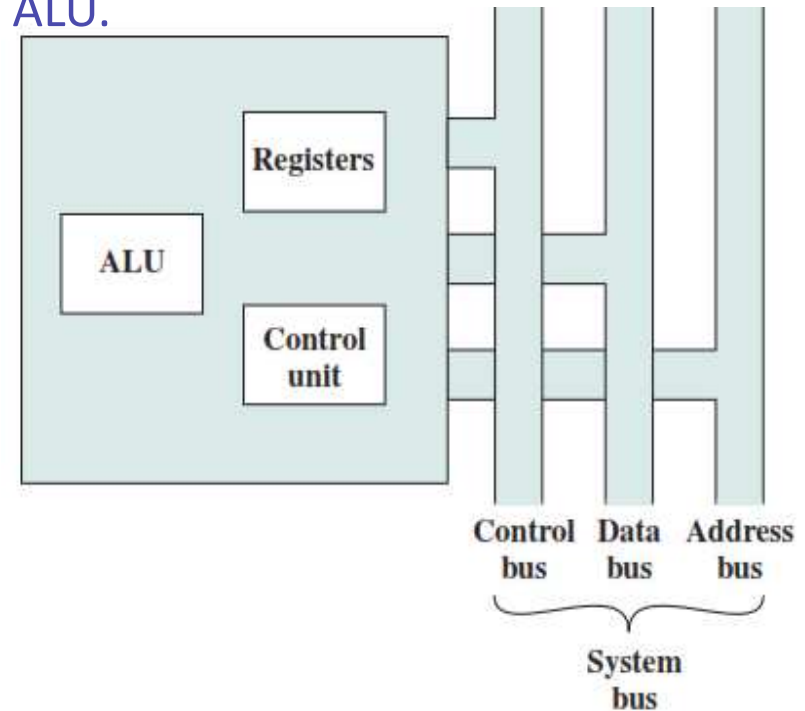 ALU.
Registers
ALU
Control
unit
Control Data Address
bus bus bus
System
bus